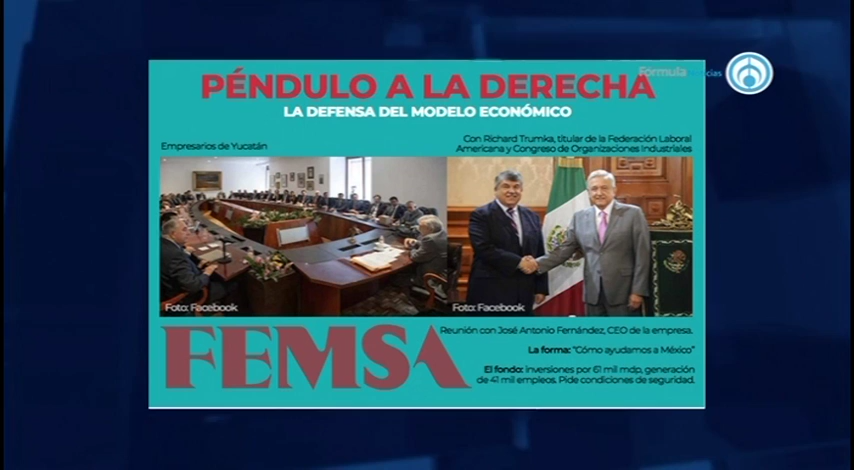 Fórmula Noticias
PÉNDULO A LA DERECHA
LA DEFENSA DEL MODELO ECONÓMICO
Empresarios de Yucatán
Con Richard Trumka, titular de la Federación Laboral
Americana y Congreso de Organizaciones Industriales
Foto: Facebook
Foto: Facebook
FEMSA
Reunión con José Antonio Fernández, CEO de la empresa.
La forma: "Cómo ayudamos a México"
El fondo: inversiones por 61 mil mdp, generación
de 41 mil empleos. Pide condiciones de seguridad.